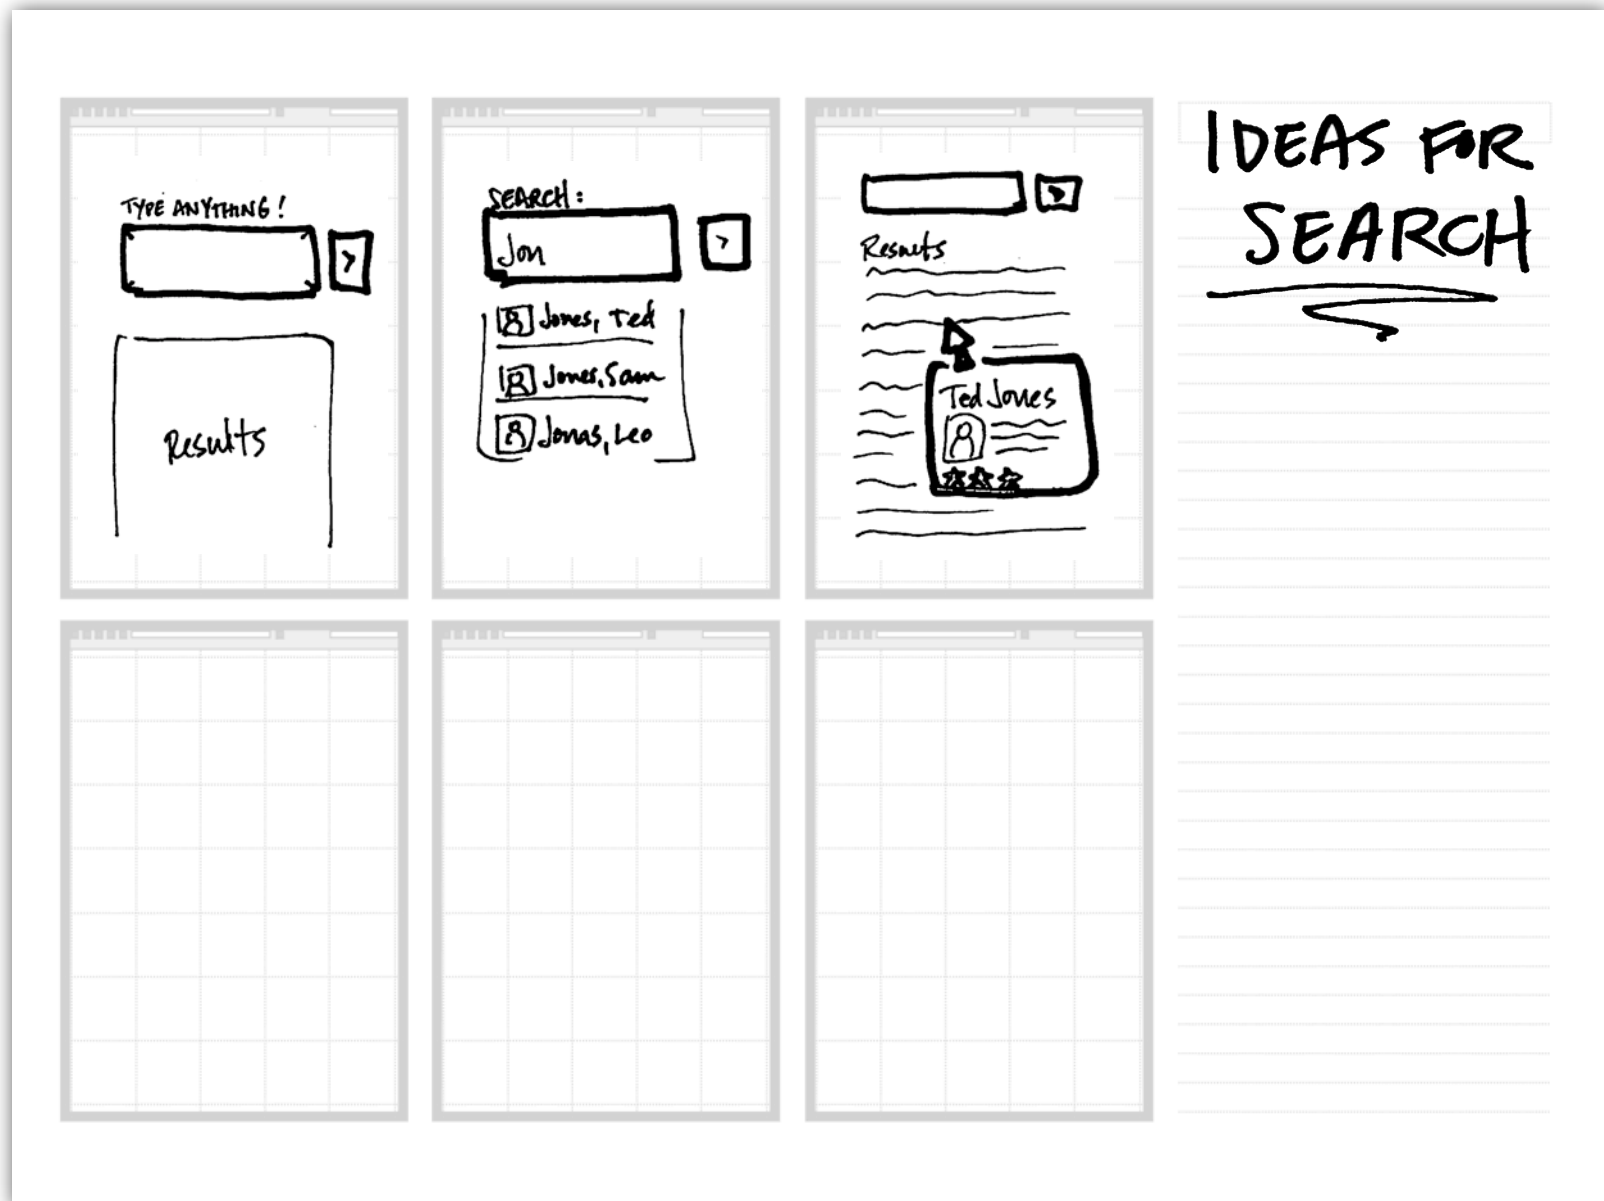 TYPE ANYTHING!
Results
SEARCH:
Jon
Jones, Ted
Jones, Sam
Jonas, Leo
Results
Ted Jones
IDEAS FOR
SEARCH